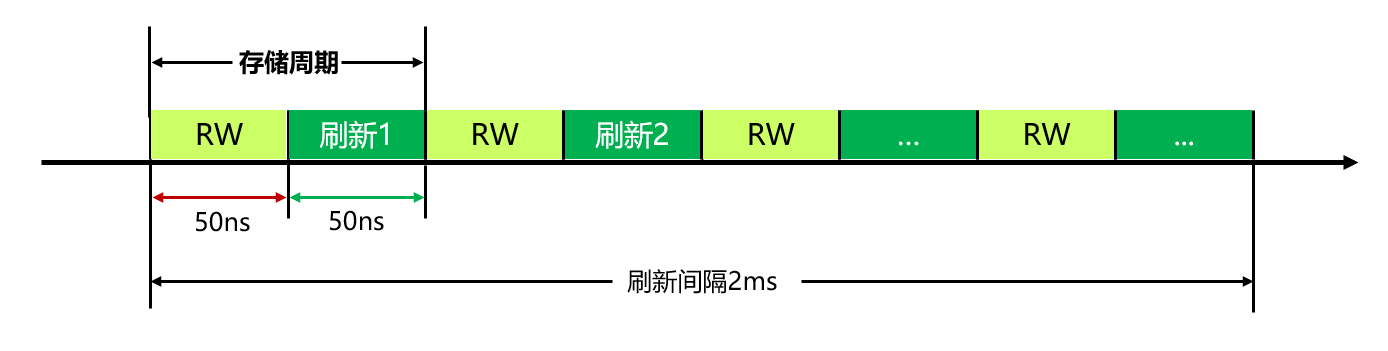 存储周期
RW 刷新1 RW 刷新2 RW ... RW ...
50ns 50ns
刷新间隔2ms